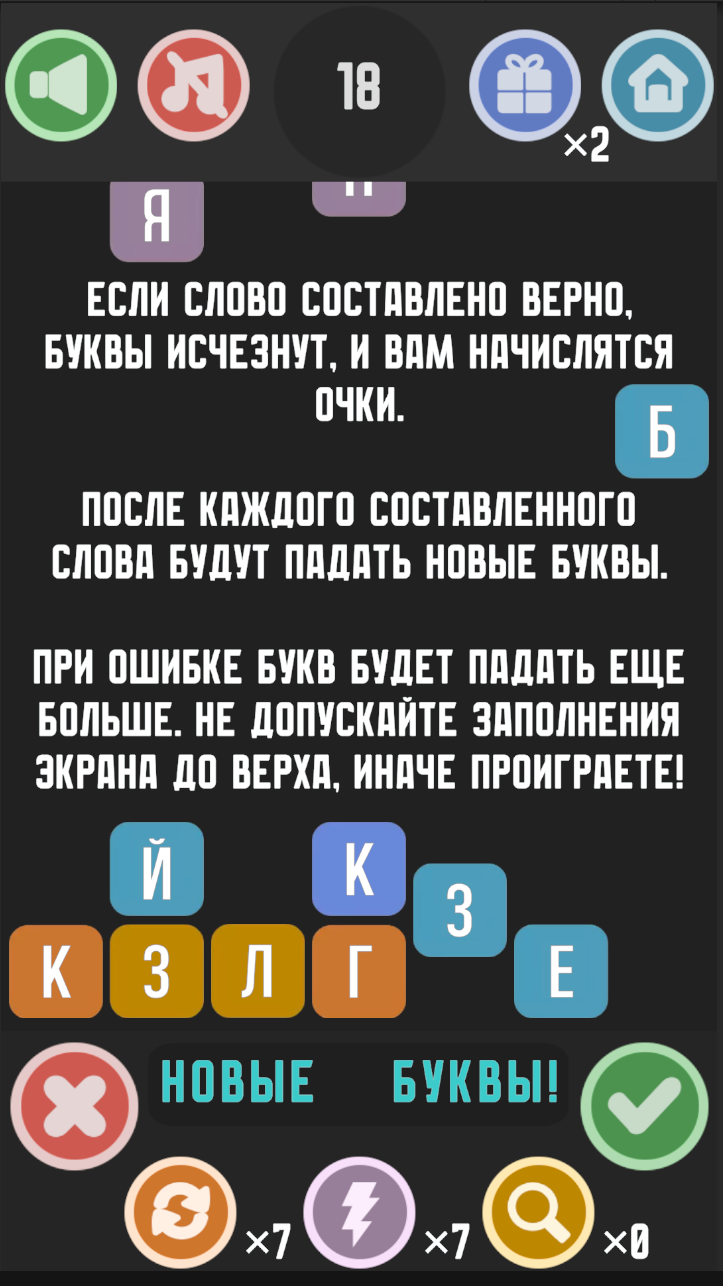 18
×2
Я
ЕСЛИ СЛОВО СОСТАВЛЕНО ВЕРНО,
БУКВЫ ИСЧЕЗНУТ, И ВАМ НАЧИСЛЯТСЯ
ОЧКИ.
Б
ПОСЛЕ КАЖДОГО СОСТАВЛЕННОГО
СЛОВА БУДУТ ПАДАТЬ НОВЫЕ БУКВЫ.
ПРИ ОШИБКЕ БУКВ БУДЕТ ПАДАТЬ ЕЩЕ
БОЛЬШЕ. НЕ ДОПУСКАЙТЕ ЗАПОЛНЕНИЯ
ЭКРАНА ДО ВЕРХА, ИНАЧЕ ПРОИГРАЕТЕ!
Й К
З
К З Л Г Е
НОВЫЕ БУКВЫ!
×7 ×7 ×0